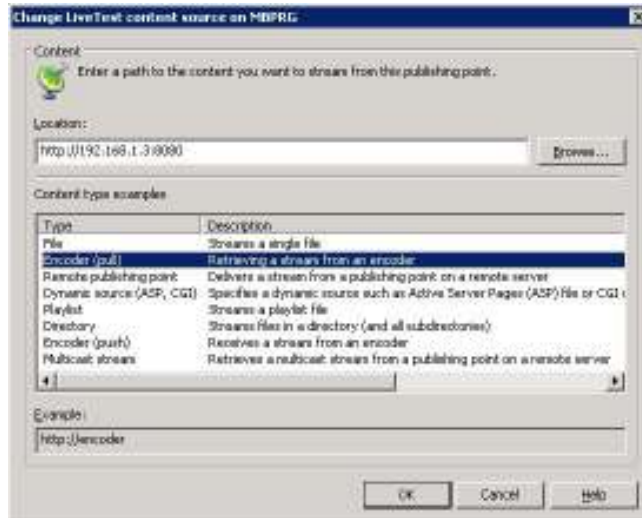 Change LiveTest content source on MBPRG
Content
Enter a path to the content you want to stream from this publishing point.
Location:
http://192.168.1.3:8080
Browse...
Content type examples
Type Description
File Streams a single file
Encoder (pull) Retrieving a stream from an encoder
Remote publishing point Delivers a stream from a publishing point on a remote server
Dynamic source (ASP, CGI) Specifies a dynamic source such as Active Server Pages (ASP) file or CGI
Playlist Streams a playlist file
Directory Streams files in a directory (and all subdirectories)
Encoder (push) Receives a stream from an encoder
Multicast stream Retrieves a multicast stream from a publishing point on a remote server
Example:
http://encoder
OK Cancel Help